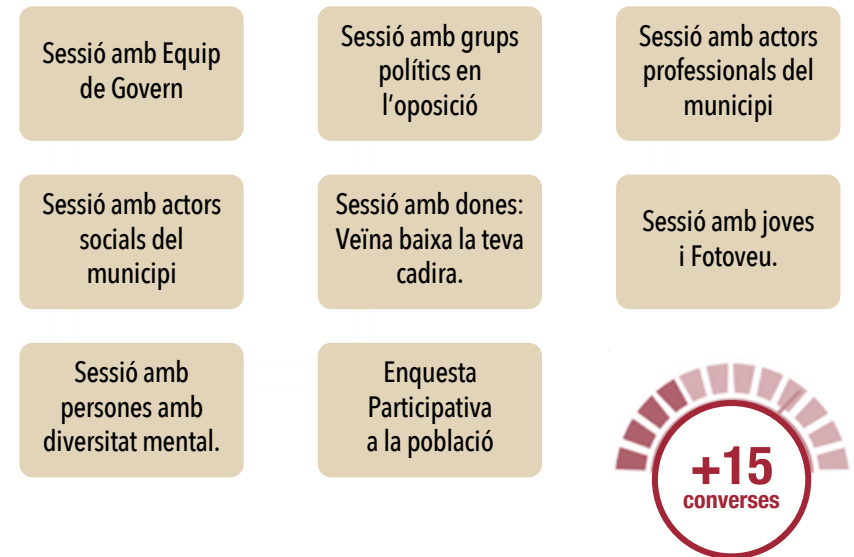 Sessió amb Equip
de Govern
Sessió amb grups
polítics en
l'oposició
Sessió amb actors
professionals del
municipi
Sessió amb actors
socials del
municipi
Sessió amb dones:
Veïna baixa la teva
cadira.
Sessió amb joves
i Fotoveu.
Sessió amb
persones amb
diversitat mental.
Enquesta
Participativa
a la població
+15
converses